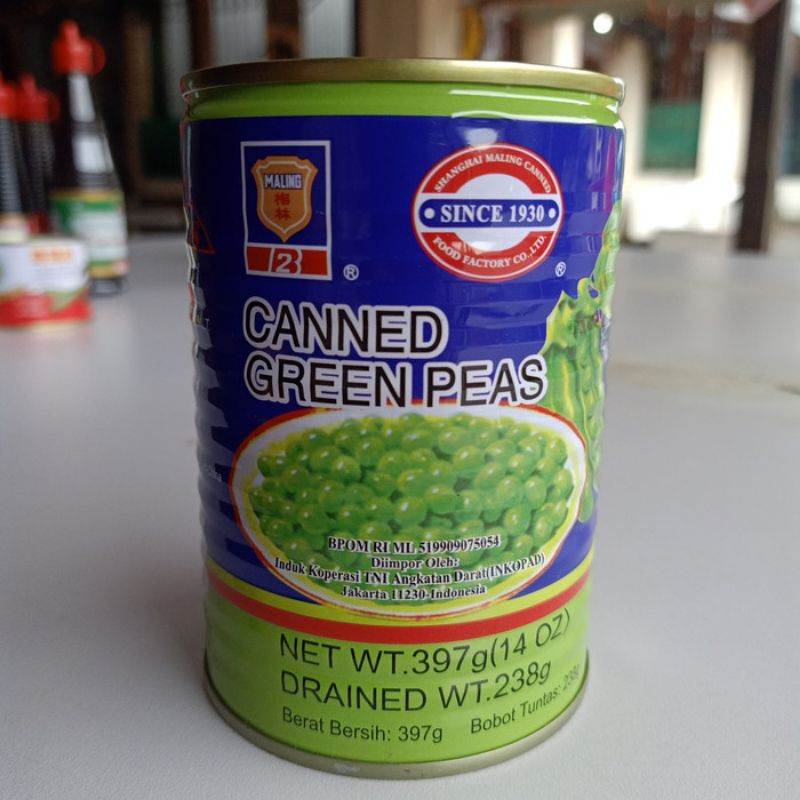 MALING
梅
林
B2
®
SHANGHAI MALING CANNED
SINCE 1930
FOOD FACTORY CO.,LTD.
®
CANNED
GREEN PEAS
BPOM RI ML 519909075054
Diimpor Oleh:
Induk Koperasi TNI Angkatan Darat(INKOPAD)
Jakarta 11230-Indonesia
NET WT.397g(14 OZ)
DRAINED WT.238g
Berat Bersih: 397g Bobot Tuntas: 238g